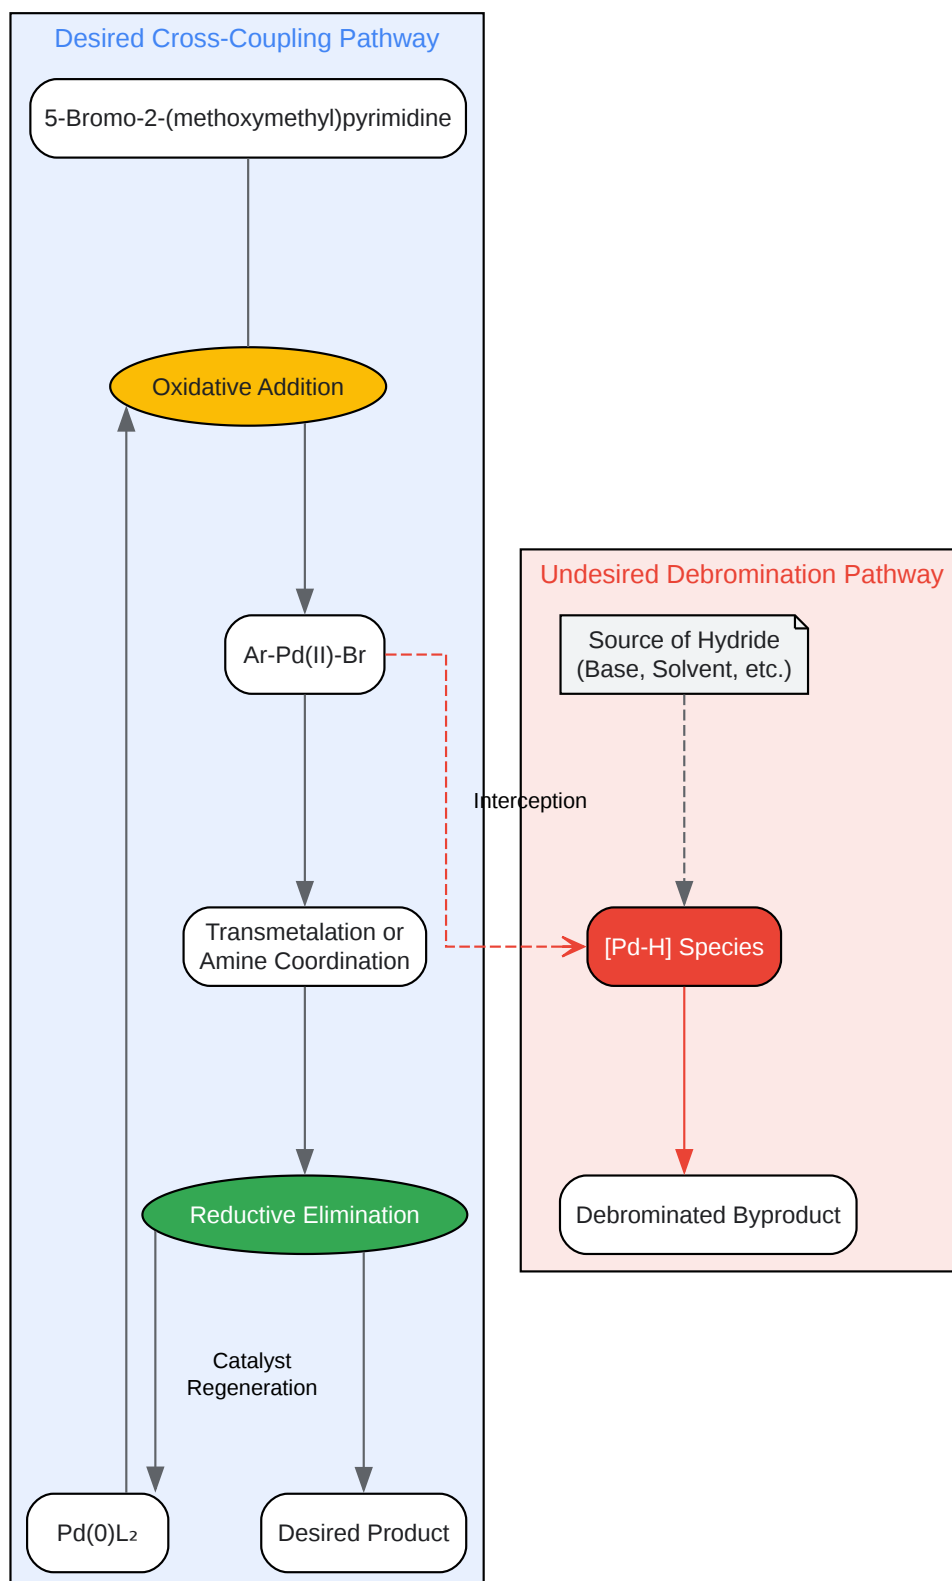 Desired Cross-Coupling Pathway
5-Bromo-2-(methoxymethyl)pyrimidine
Oxidative Addition
Ar-Pd(II)-Br
Transmetalation or
Amine Coordination
Reductive Elimination
Catalyst
Regeneration
Pd(0)L₂
Desired Product
Interception
Undesired Debromination Pathway
Source of Hydride
(Base, Solvent, etc.)
[Pd-H] Species
Debrominated Byproduct